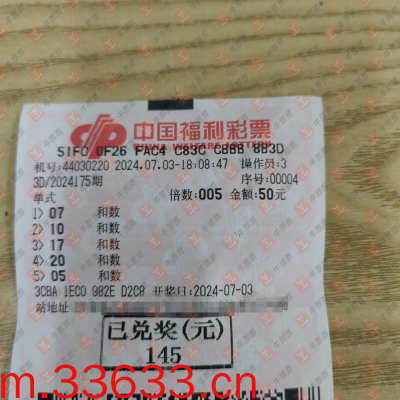 中国福利彩票
51F0 0F26 FAC4 C83C CBBB 8B3D
机号:44030220 2024.07.03-18:08:47 操作员:3
3D/2024175期 序号:00004
单式 倍数:005 金额:50元
1> 07 和数
2> 10 和数
3> 17 和数
4> 20 和数
5> 05 和数
3CBA 1EC0 982E D2C8 开奖日:2024-07-03
站地址
已兑奖(元)
145
m.33633.cn